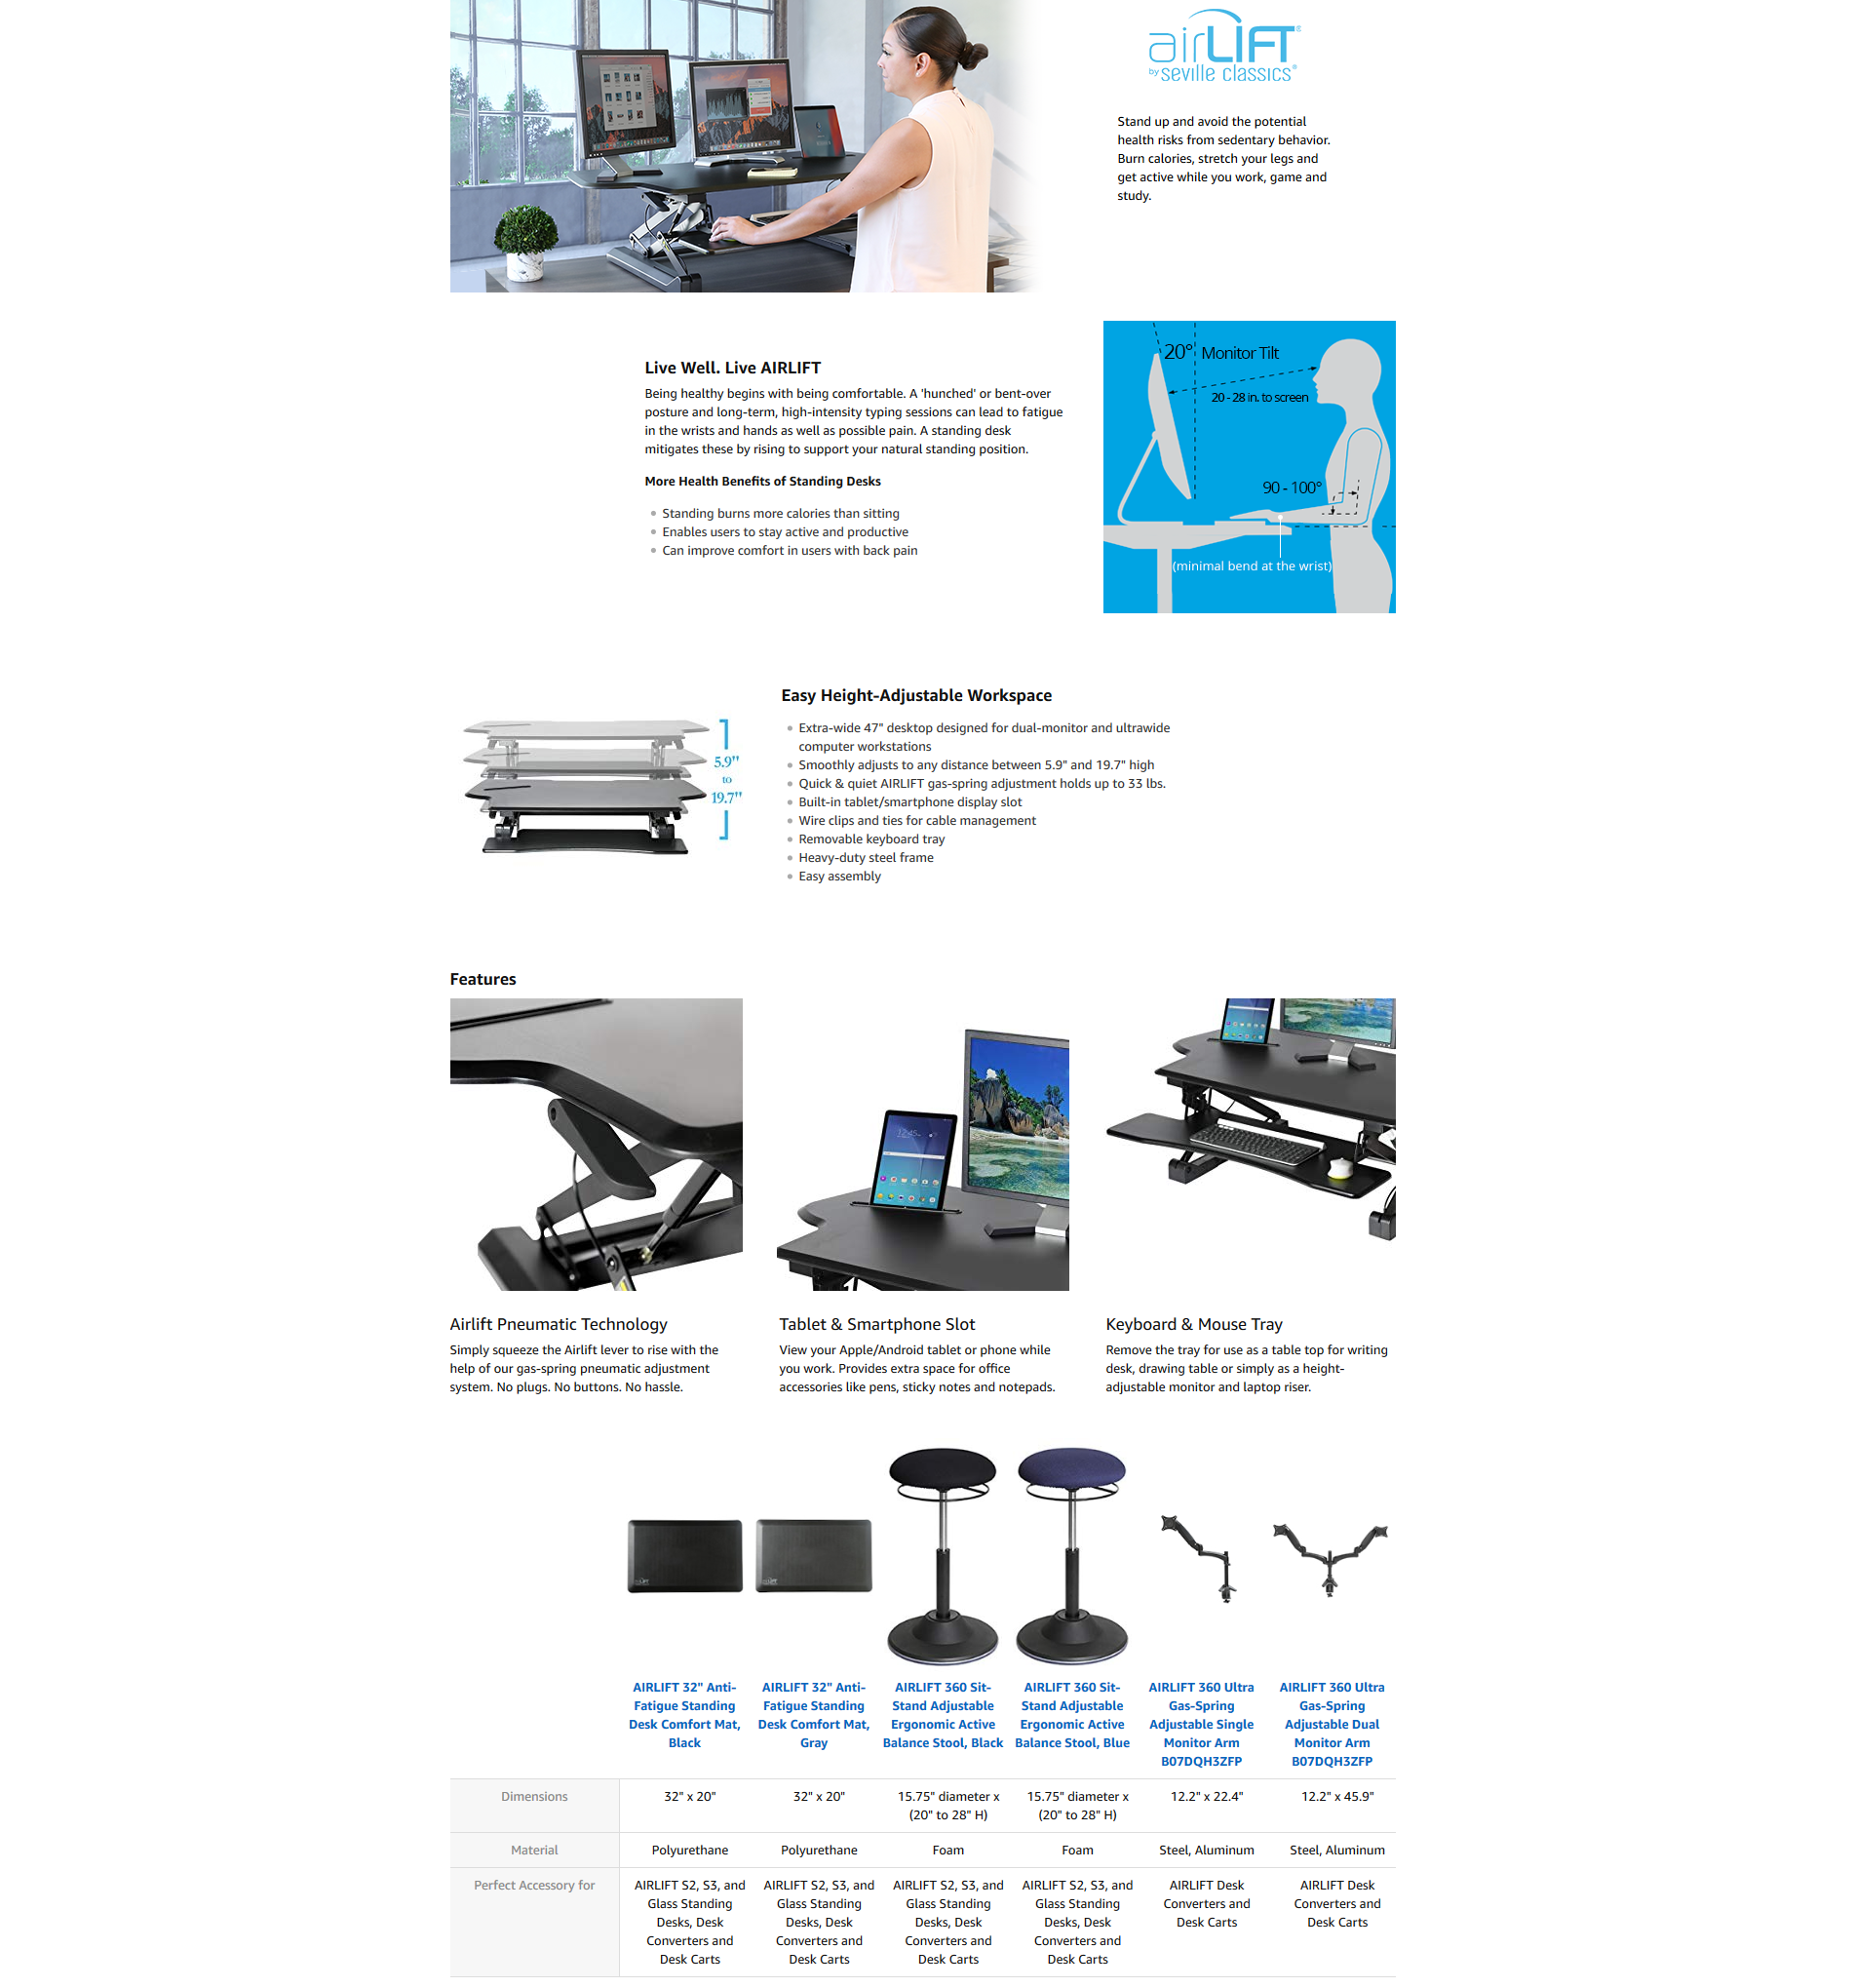 airLIFT®
by seville classics®
Stand up and avoid the potential
health risks from sedentary behavior.
Burn calories, stretch your legs and
get active while you work, game and
study.
Live Well. Live AIRLIFT
Being healthy begins with being comfortable. A 'hunched' or bent-over
posture and long-term, high-intensity typing sessions can lead to fatigue
in the wrists and hands as well as possible pain. A standing desk
mitigates these by rising to support your natural standing position.
More Health Benefits of Standing Desks
Standing burns more calories than sitting
Enables users to stay active and productive
Can improve comfort in users with back pain
20° Monitor Tilt
20 - 28 in. to screen
90 - 100°
(minimal bend at the wrist)
5.9"
to
19.7"
Easy Height-Adjustable Workspace
Extra-wide 47" desktop designed for dual-monitor and ultrawide
computer workstations
Smoothly adjusts to any distance between 5.9" and 19.7" high
Quick & quiet AIRLIFT gas-spring adjustment holds up to 33 lbs.
Built-in tablet/smartphone display slot
Wire clips and ties for cable management
Removable keyboard tray
Heavy-duty steel frame
Easy assembly
Features
12:45
Airlift Pneumatic Technology
Simply squeeze the Airlift lever to rise with the
help of our gas-spring pneumatic adjustment
system. No plugs. No buttons. No hassle.
Tablet & Smartphone Slot
View your Apple/Android tablet or phone while
you work. Provides extra space for office
accessories like pens, sticky notes and notepads.
Keyboard & Mouse Tray
Remove the tray for use as a table top for writing
desk, drawing table or simply as a height-
adjustable monitor and laptop riser.
AIRLIFT 32" Anti-
Fatigue Standing
Desk Comfort Mat,
Black
AIRLIFT 32" Anti-
Fatigue Standing
Desk Comfort Mat,
Gray
AIRLIFT 360 Sit-
Stand Adjustable
Ergonomic Active
Balance Stool, Black
AIRLIFT 360 Sit-
Stand Adjustable
Ergonomic Active
Balance Stool, Blue
AIRLIFT 360 Ultra
Gas-Spring
Adjustable Single
Monitor Arm
B07DQH3ZFP
AIRLIFT 360 Ultra
Gas-Spring
Adjustable Dual
Monitor Arm
B07DQH3ZFP
Dimensions
32" x 20"
32" x 20"
15.75" diameter x
(20" to 28" H)
15.75" diameter x
(20" to 28" H)
12.2" x 22.4"
12.2" x 45.9"
Material
Polyurethane
Polyurethane
Foam
Foam
Steel, Aluminum
Steel, Aluminum
Perfect Accessory for
AIRLIFT S2, S3, and
Glass Standing
Desks, Desk
Converters and
Desk Carts
AIRLIFT S2, S3, and
Glass Standing
Desks, Desk
Converters and
Desk Carts
AIRLIFT S2, S3, and
Glass Standing
Desks, Desk
Converters and
Desk Carts
AIRLIFT S2, S3, and
Glass Standing
Desks, Desk
Converters and
Desk Carts
AIRLIFT Desk
Converters and
Desk Carts
AIRLIFT Desk
Converters and
Desk Carts